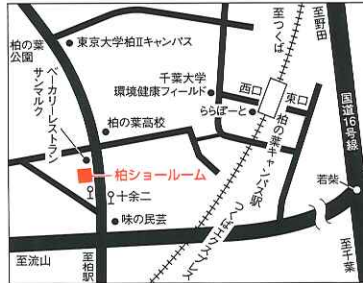 至つくば
至野田
柏の葉
公園
東京大学柏Ⅱキャンパス
千葉大学
環境健康フィールド
西口
東口
ららぽーと
柏の葉キャンパス駅
国道16号線
ベーカリーレストラン
サンマルク
柏の葉高校
柏ショールーム
十余二
味の民芸
つくばエクスプレス
若柴
至流山
至柏駅
至千葉